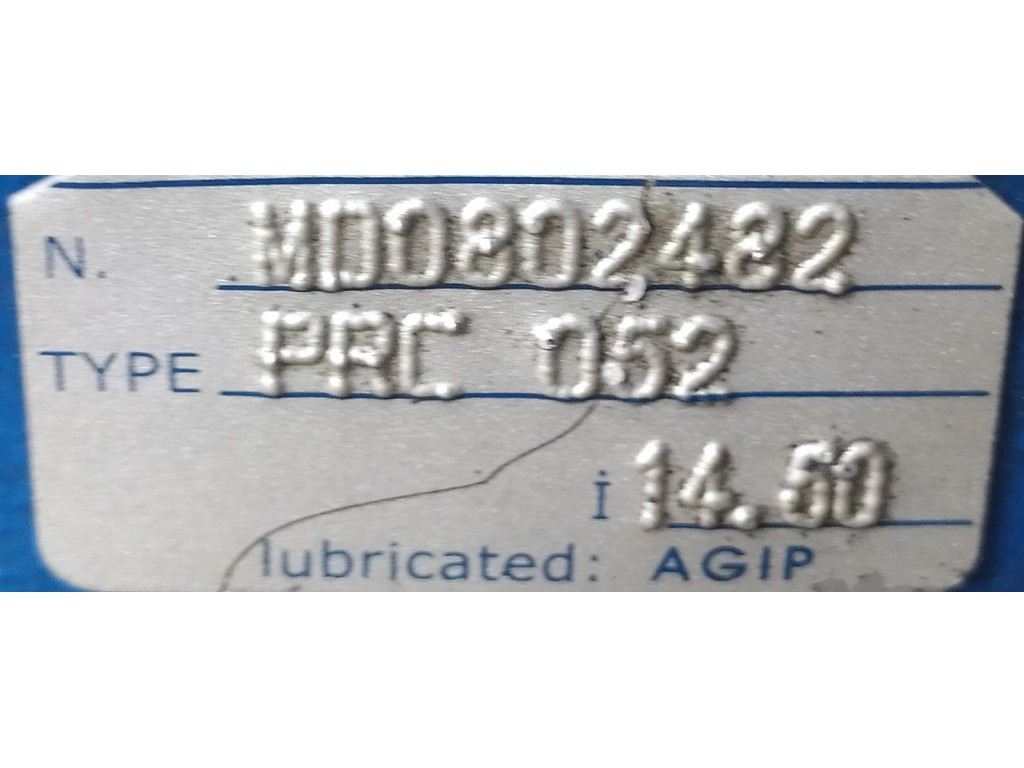 N. MD0802482
TYPE PRC 052
i 14.50
lubricated: AGIP